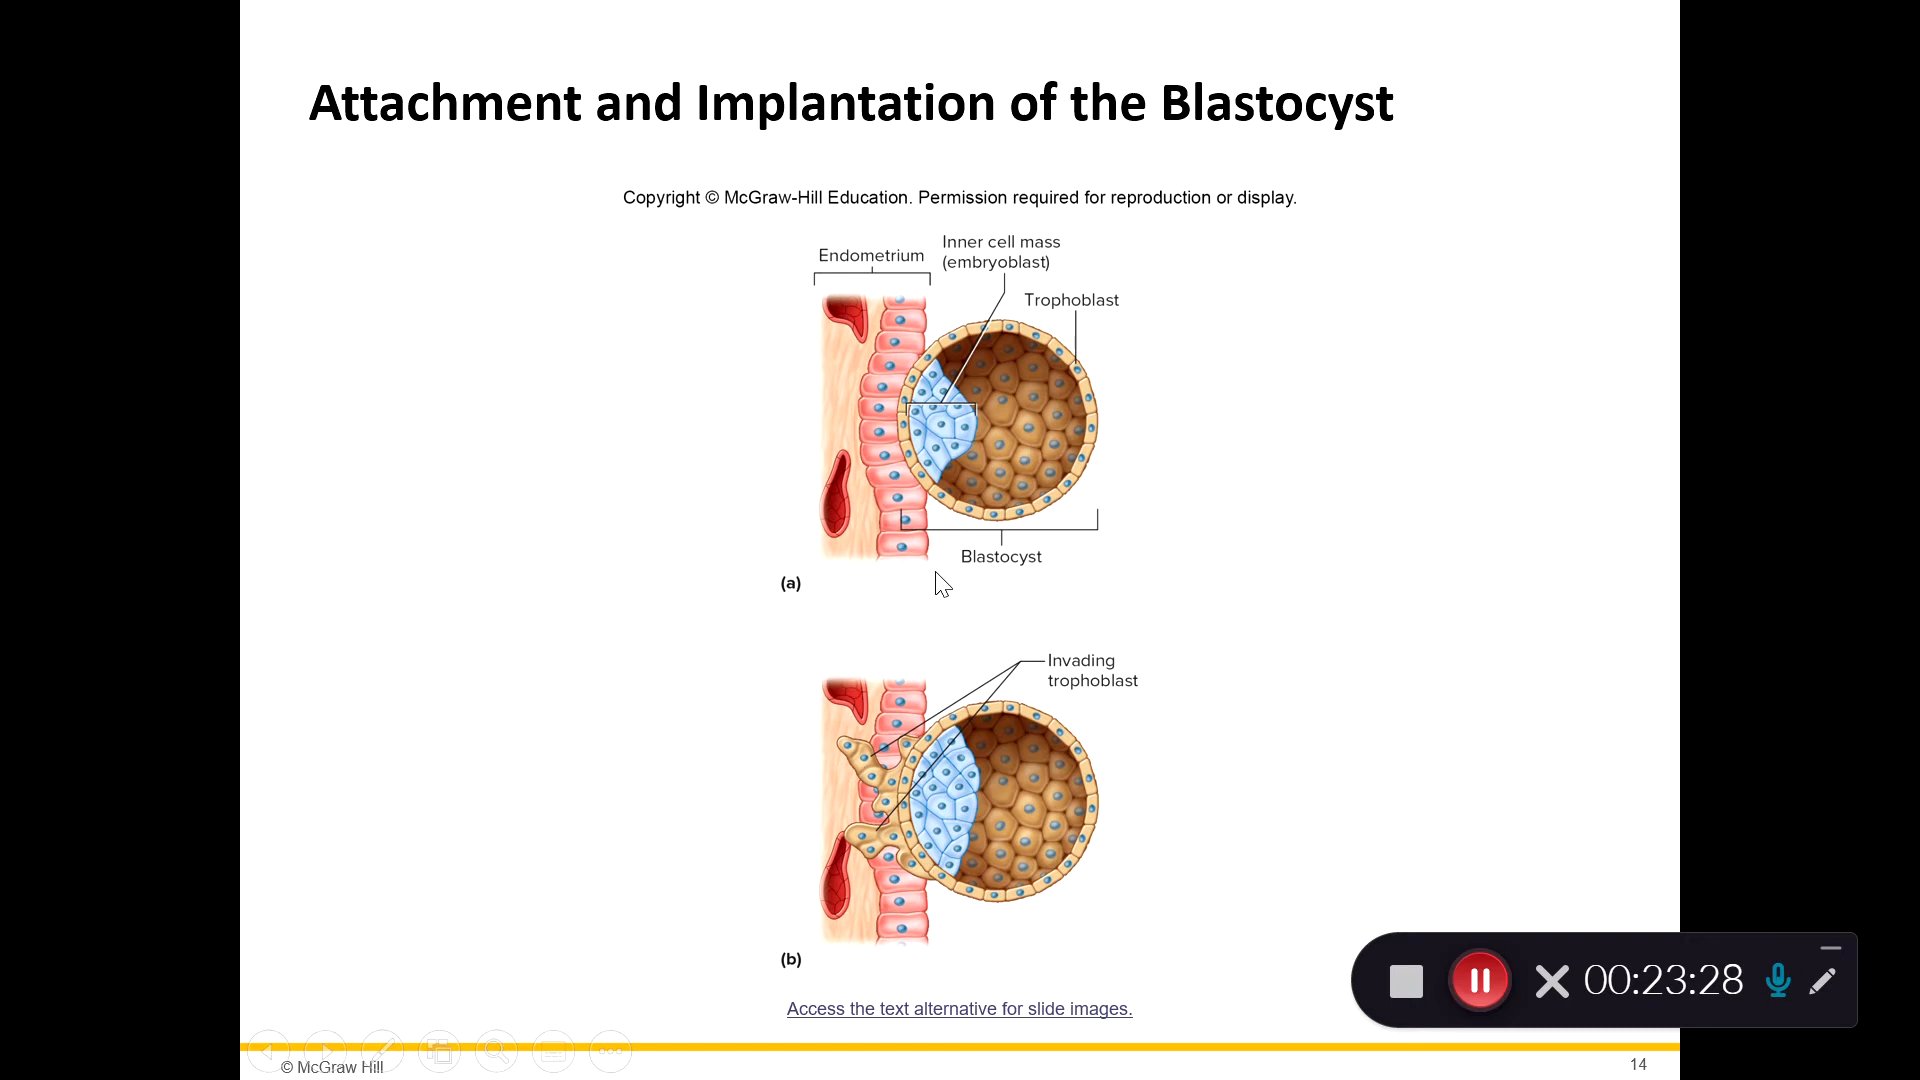 Attachment and Implantation of the Blastocyst
Copyright © McGraw-Hill Education. Permission required for reproduction or display.
Endometrium
Inner cell mass
(embryoblast)
Trophoblast
Blastocyst
(a)
Invading
trophoblast
(b)
Access the text alternative for slide images.
00:23:28
© McGraw Hill
14